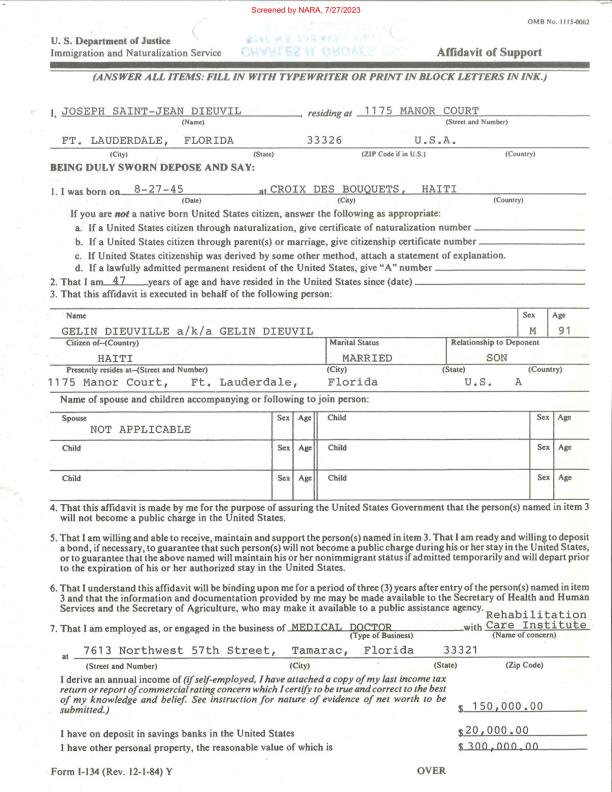 Screened by NARA, 7/27/2023
OMB No. 1115-0062
U. S. Department of Justice
Immigration and Naturalization Service
Affidavit of Support
(ANSWER ALL ITEMS: FILL IN WITH TYPEWRITER OR PRINT IN BLOCK LETTERS IN INK.)
I, JOSEPH SAINT-JEAN DIEUVIL, residing at 1175 MANOR COURT
(Name) (Street and Number)
FT. LAUDERDALE, FLORIDA 33326 U.S.A.
(City) (State) (ZIP Code if in U.S.) (Country)
BEING DULY SWORN DEPOSE AND SAY:
1. I was born on 8-27-45 at CROIX DES BOUQUETS, HAITI
(Date) (City) (Country)
If you are not a native born United States citizen, answer the following as appropriate:
a. If a United States citizen through naturalization, give certificate of naturalization number
b. If a United States citizen through parent(s) or marriage, give citizenship certificate number
c. If United States citizenship was derived by some other method, attach a statement of explanation.
d. If a lawfully admitted permanent resident of the United States, give "A" number
2. That I am 47 years of age and have resided in the United States since (date)
3. That this affidavit is executed in behalf of the following person:
Name Sex Age
GELIN DIEUVILLE a/k/a GELIN DIEUVIL M 91
Citizen of--(Country) Marital Status Relationship to Deponent
HAITI MARRIED SON
Presently resides at--(Street and Number) (City) (State) (Country)
1175 Manor Court, Ft. Lauderdale, Florida U.S. A
Name of spouse and children accompanying or following to join person:
Spouse Sex Age Child Sex Age
NOT APPLICABLE
Child Sex Age Child Sex Age
Child Sex Age Child Sex Age
4. That this affidavit is made by me for the purpose of assuring the United States Government that the person(s) named in item 3
will not become a public charge in the United States.
5. That I am willing and able to receive, maintain and support the person(s) named in item 3. That I am ready and willing to deposit
a bond, if necessary, to guarantee that such person(s) will not become a public charge during his or her stay in the United States,
or to guarantee that the above named will maintain his or her nonimmigrant status if admitted temporarily and will depart prior
to the expiration of his or her authorized stay in the United States.
6. That I understand this affidavit will be binding upon me for a period of three (3) years after entry of the person(s) named in item
3 and that the information and documentation provided by me may be made available to the Secretary of Health and Human
Services and the Secretary of Agriculture, who may make it available to a public assistance agency.
Rehabilitation
7. That I am employed as, or engaged in the business of MEDICAL DOCTOR with Care Institute
(Type of Business) (Name of concern)
at 7613 Northwest 57th Street, Tamarac, Florida 33321
(Street and Number) (City) (State) (Zip Code)
I derive an annual income of (if self-employed, I have attached a copy of my last income tax
return or report of commercial rating concern which I certify to be true and correct to the best
of my knowledge and belief. See instruction for nature of evidence of net worth to be
submitted.) $ 150,000.00
I have on deposit in savings banks in the United States $20,000.00
I have other personal property, the reasonable value of which is $ 300,000.00
Form I-134 (Rev. 12-1-84) Y OVER